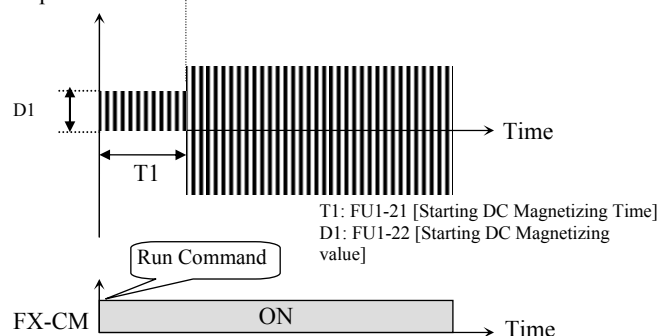 D1
Time
T1
T1: FU1-21 [Starting DC Magnetizing Time]
D1: FU1-22 [Starting DC Magnetizing
value]
Run Command
FX-CM
ON
Time